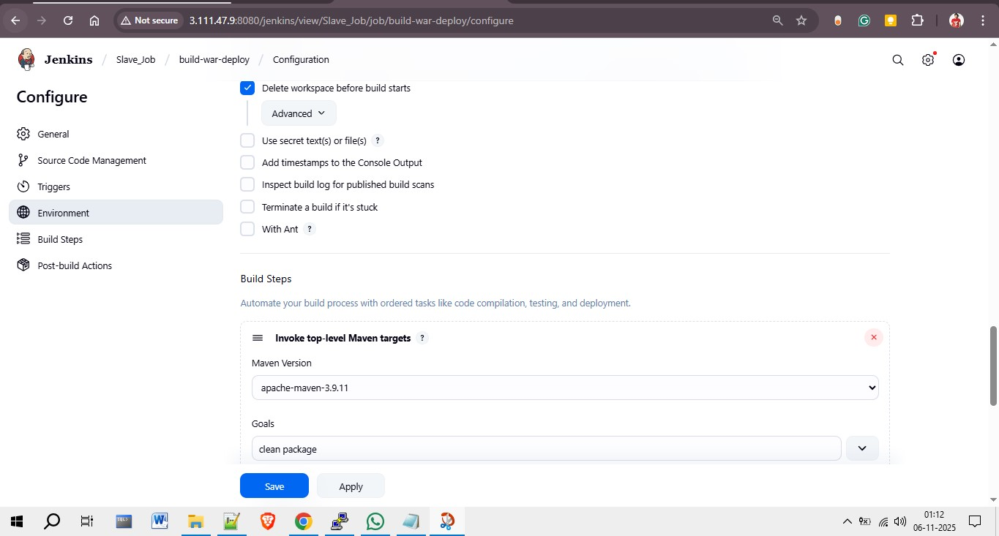 Not secure 3.111.47.9:8080/jenkins/view/Slave_Job/job/build-war-deploy/configure
Jenkins / Slave_Job / build-war-deploy / Configuration
Configure
General
Source Code Management
Triggers
Environment
Build Steps
Post-build Actions
Delete workspace before build starts
Advanced
Use secret text(s) or file(s) ?
Add timestamps to the Console Output
Inspect build log for published build scans
Terminate a build if it's stuck
With Ant ?
Build Steps
Automate your build process with ordered tasks like code compilation, testing, and deployment.
Invoke top-level Maven targets ?
Maven Version
apache-maven-3.9.11
Goals
clean package
Save Apply
01:12
06-11-2025